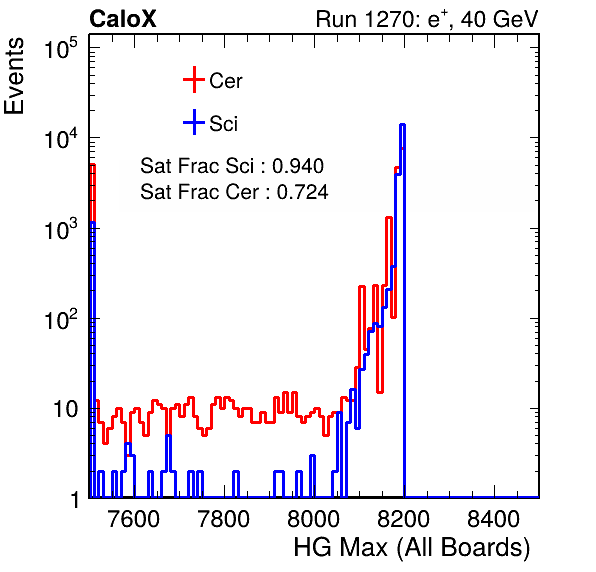 CaloX Run 1270: e⁺, 40 GeV
Events
10⁵
Cer
10⁴
Sci
Sat Frac Sci : 0.940
Sat Frac Cer : 0.724
10³
10²
10
1
7600 7800 8000 8200 8400
HG Max (All Boards)